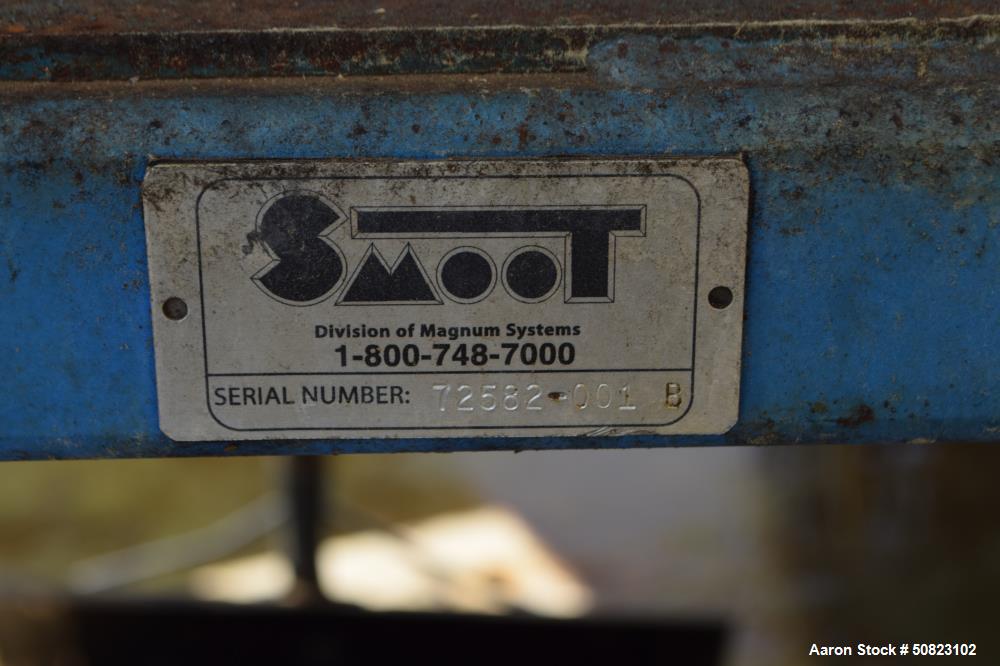 SMOOT
Division of Magnum Systems
1-800-748-7000
SERIAL NUMBER: 72582-001 B
Aaron Stock # 50823102